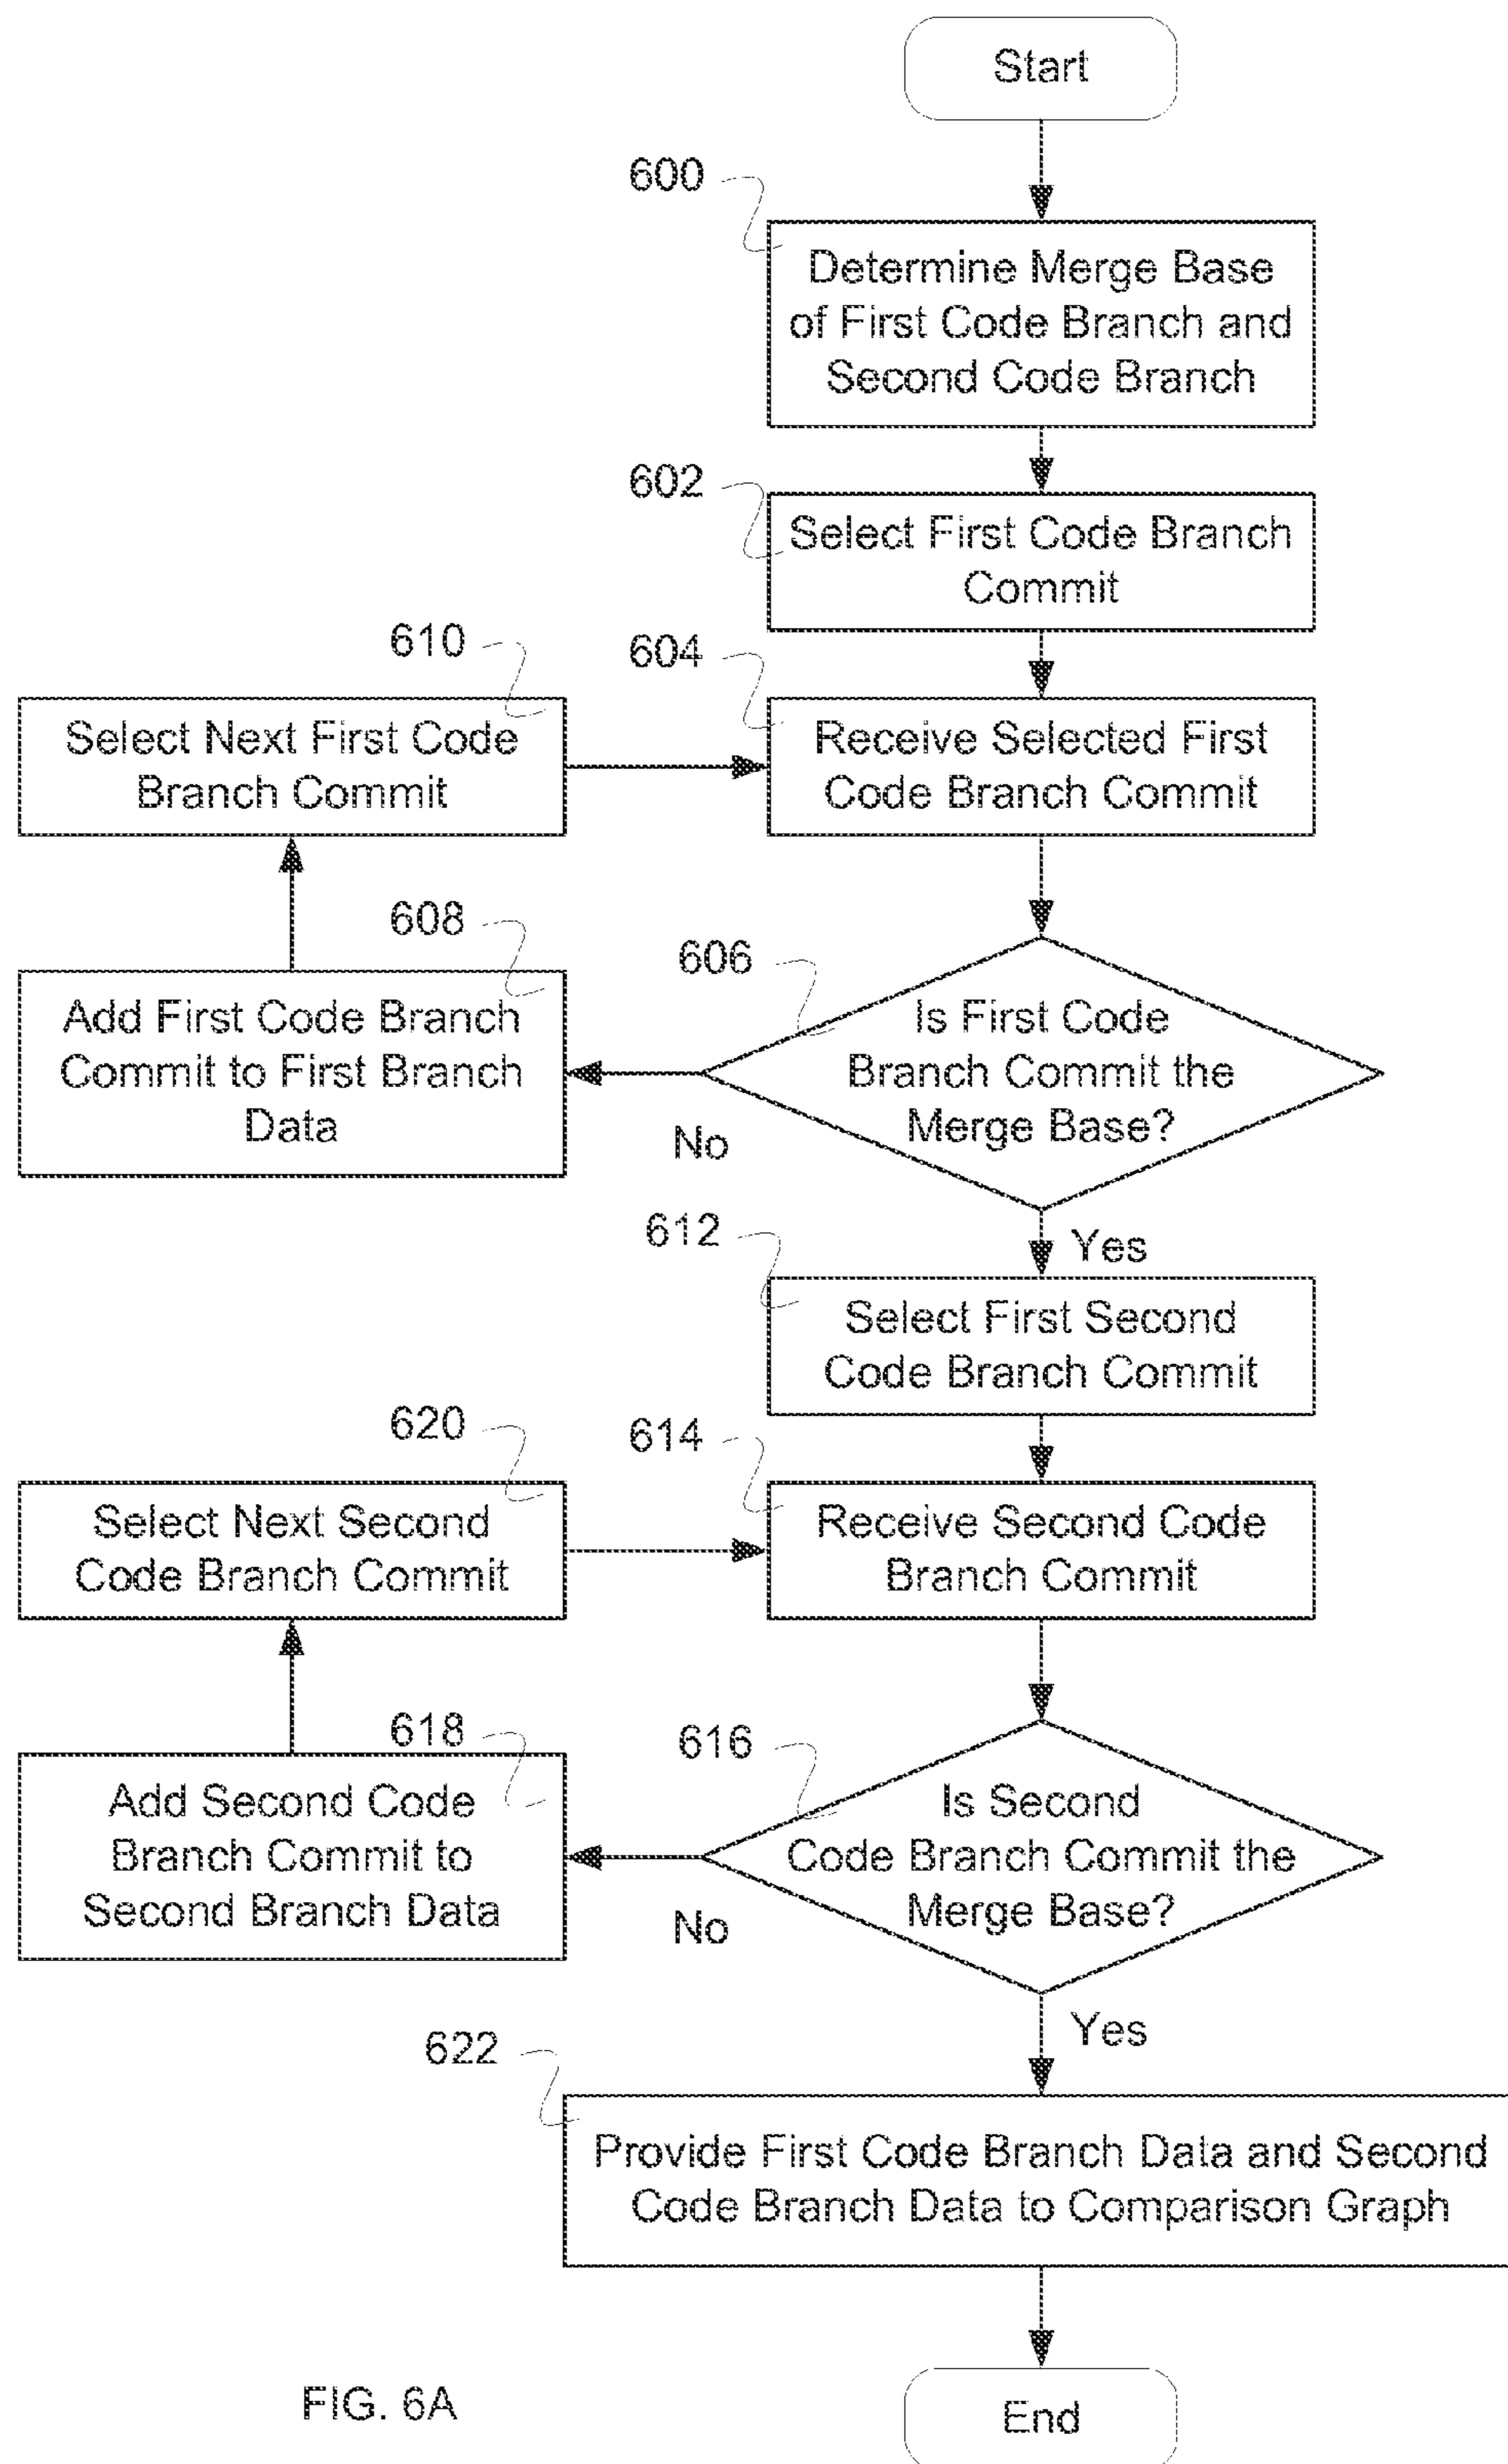 Start
600
Determine Merge Base
of First Code Branch and
Second Code Branch
602
Select First Code Branch
Commit
610
604
Select Next First Code
Branch Commit
Receive Selected First
Code Branch Commit
608
606
Add First Code Branch
Commit to First Branch
Data
Is First Code
Branch Commit the
Merge Base?
No
612
Yes
Select First Second
Code Branch Commit
620
614
Select Next Second
Code Branch Commit
Receive Second Code
Branch Commit
618
616
Add Second Code
Branch Commit to
Second Branch Data
Is Second
Code Branch Commit the
Merge Base?
No
Yes
622
Provide First Code Branch Data and Second
Code Branch Data to Comparison Graph
FIG. 6A
End